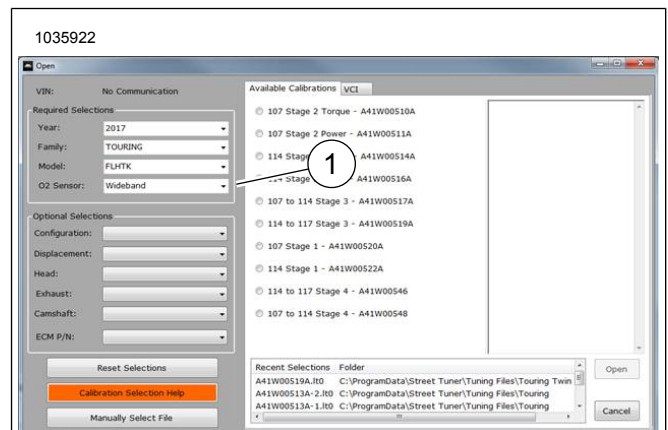 1035922
Open
VIN: No Communication
Required Selections
Year: 2017
Family: TOURING
Model: FLHTK
O2 Sensor: Wideband
Optional Selections
Configuration:
Displacement:
Head:
Exhaust:
Camshaft:
ECM P/N:
Reset Selections
Calibration Selection Help
Manually Select File
Available Calibrations VCI
107 Stage 2 Torque - A41W00510A
107 Stage 2 Power - A41W00511A
114 Stage A41W00514A
Stage A41W00516A
107 to 114 Stage 3 - A41W00517A
114 to 117 Stage 3 - A41W00519A
107 Stage 1 - A41W00520A
114 Stage 1 - A41W00522A
114 to 117 Stage 4 - A41W00546
107 to 114 Stage 4 - A41W00548
1
Recent Selections Folder
A41W00519A.lt0 C:\ProgramData\Street Tuner\Tuning Files\Touring Twin
A41W00513A-2.lt0 C:\ProgramData\Street Tuner\Tuning Files\Touring
A41W00513A-1.lt0 C:\ProgramData\Street Tuner\Tuning Files\Touring
Open
Cancel